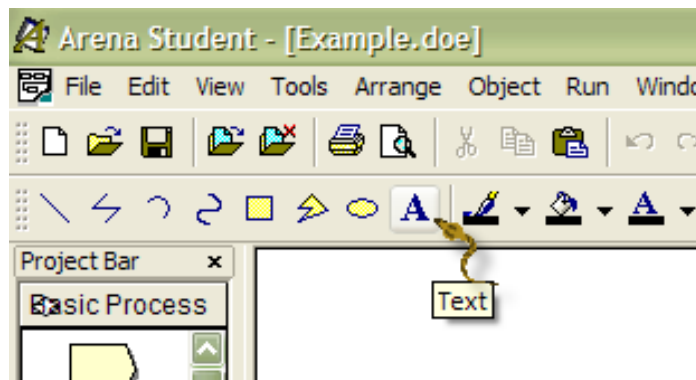 Arena Student - [Example.doe]
File Edit View Tools Arrange Object Run
A A
Project Bar x
Text
Basic Process